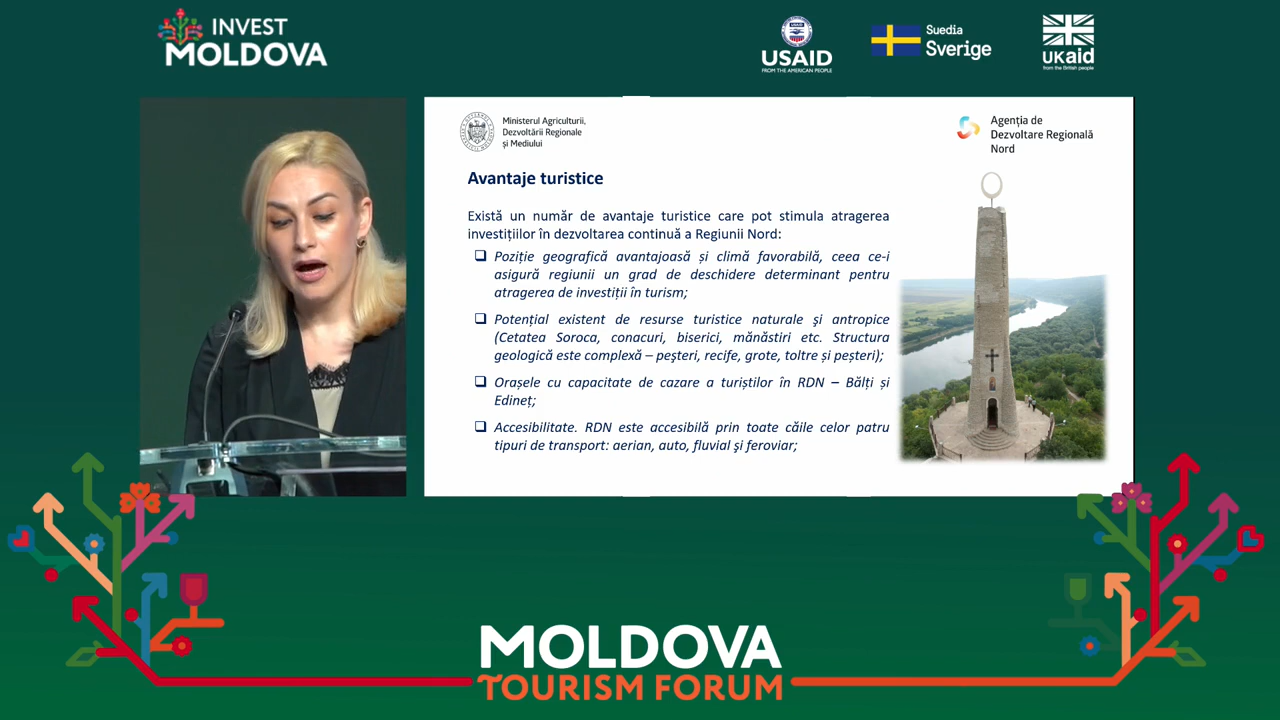 INVEST
MOLDOVA
USAID
FROM THE AMERICAN PEOPLE
Suedia
Sverige
UKaid
from the British people
Ministerul Agriculturii,
Dezvoltării Regionale
și Mediului
Agenția de
Dezvoltare Regională
Nord
Avantaje turistice
Există un număr de avantaje turistice care pot stimula atragerea
investițiilor în dezvoltarea continuă a Regiunii Nord:
Poziție geografică avantajoasă și climă favorabilă, ceea ce-i
asigură regiunii un grad de deschidere determinant pentru
atragerea de investiții în turism;
Potențial existent de resurse turistice naturale şi antropice
(Cetatea Soroca, conacuri, biserici, mănăstiri etc. Structura
geologică este complexă – peşteri, recife, grote, toltre și peșteri);
Orașele cu capacitate de cazare a turiștilor în RDN – Bălți și
Edineț;
Accesibilitate. RDN este accesibilă prin toate căile celor patru
tipuri de transport: aerian, auto, fluvial şi feroviar;
MOLDOVA
TOURISM FORUM